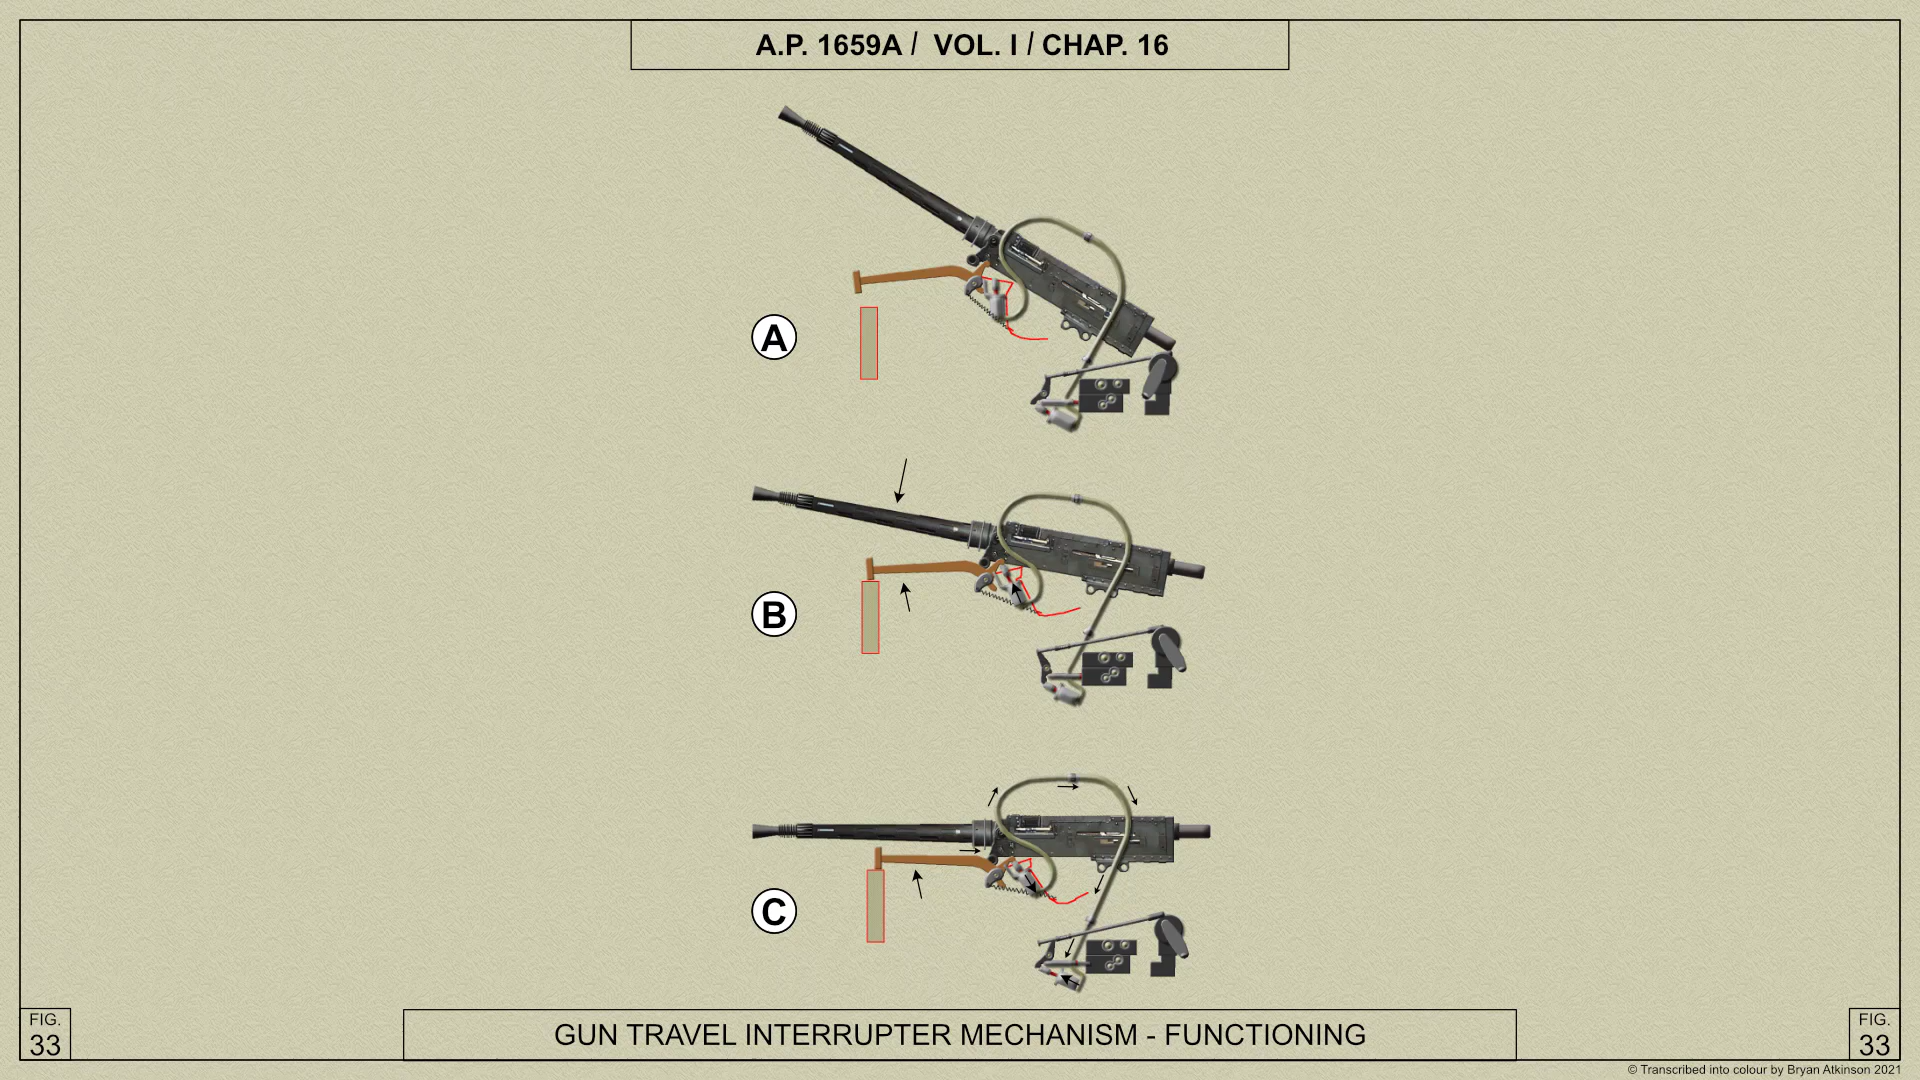 A.P. 1659A / VOL. I / CHAP. 16
A
B
C
FIG.
33
GUN TRAVEL INTERRUPTER MECHANISM - FUNCTIONING
FIG.
33
© Transcribed into colour by Bryan Atkinson 2021